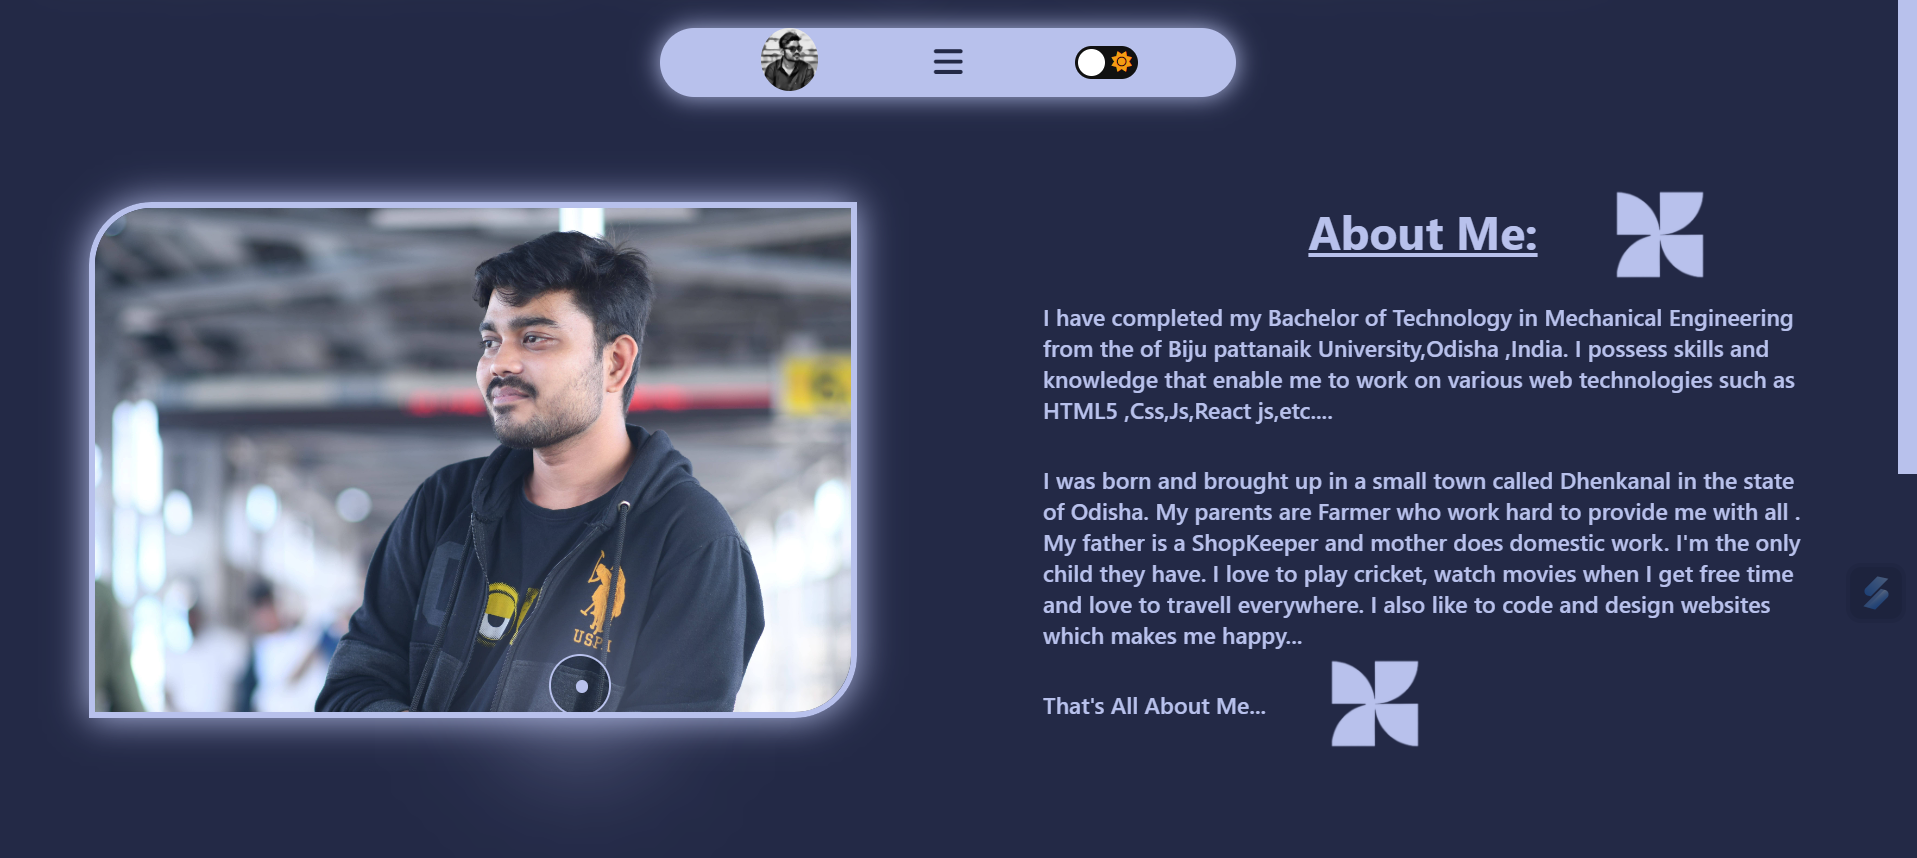 About Me:
I have completed my Bachelor of Technology in Mechanical Engineering
from the of Biju pattanaik University,Odisha ,India. I possess skills and
knowledge that enable me to work on various web technologies such as
HTML5 ,Css,Js,React js,etc....
I was born and brought up in a small town called Dhenkanal in the state
of Odisha. My parents are Farmer who work hard to provide me with all .
My father is a ShopKeeper and mother does domestic work. I'm the only
child they have. I love to play cricket, watch movies when I get free time
and love to travell everywhere. I also like to code and design websites
which makes me happy...
That's All About Me...